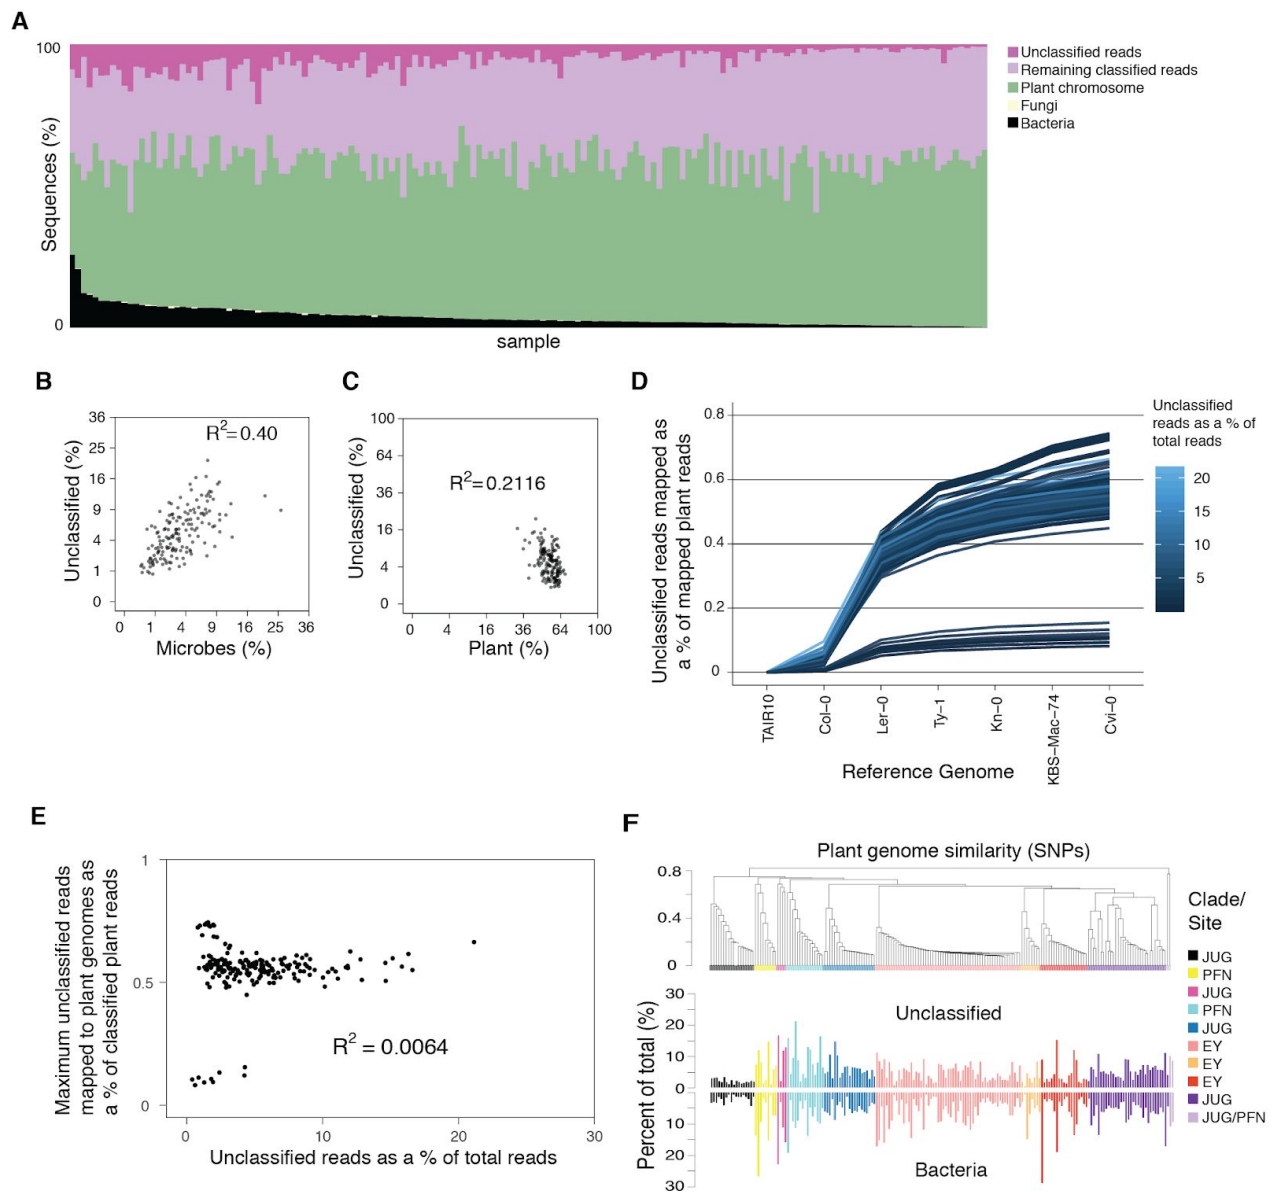 A
100
Sequences (%)
0
sample
Unclassified reads
Remaining classified reads
Plant chromosome
Fungi
Bacteria
B
36
25
16
9
4
1
0
Unclassified (%)
R²=0.40
0 1 4 9 16 25 36
Microbes (%)
C
100
64
36
16
4
0
Unclassified (%)
R²=0.2116
0 4 16 36 64 100
Plant (%)
D
0.8
0.6
0.4
0.2
0
Unclassified reads mapped as
a % of mapped plant reads
TAIR10
Col-0
Ler-0
Ty-1
Kn-0
KBS-Mac-74
Cvi-0
Reference Genome
Unclassified
reads as a % of
total reads
20
15
10
5
E
Maximum unclassified reads
mapped to plant genomes as
a % of classified plant reads
1
0.5
0
R² = 0.0064
0 10 20 30
Unclassified reads as a % of total reads
F
Plant genome similarity (SNPs)
0.8
0.4
0
Percent of total (%)
30
20
10
0
10
20
30
Unclassified
Bacteria
Clade/
Site
JUG
PFN
JUG
PFN
JUG
EY
EY
EY
JUG
JUG/PFN